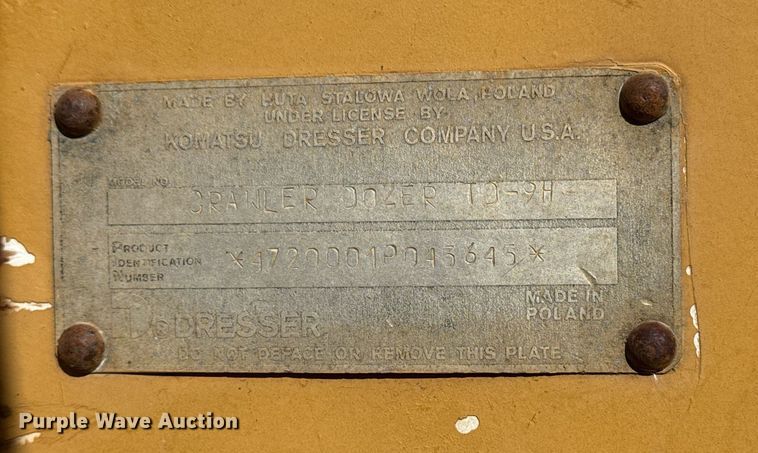 MADE BY HUTA STALOWA WOLA, POLAND
UNDER LICENSE BY:
KOMATSU DRESSER COMPANY U.S.A.
MODEL NO.
CRAWLER DOZER TD-9H
PRODUCT IDENTIFICATION NUMBER
*4720001P043645*
DRESSER
MADE IN POLAND
DO NOT DEFACE OR REMOVE THIS PLATE
Purple Wave Auction